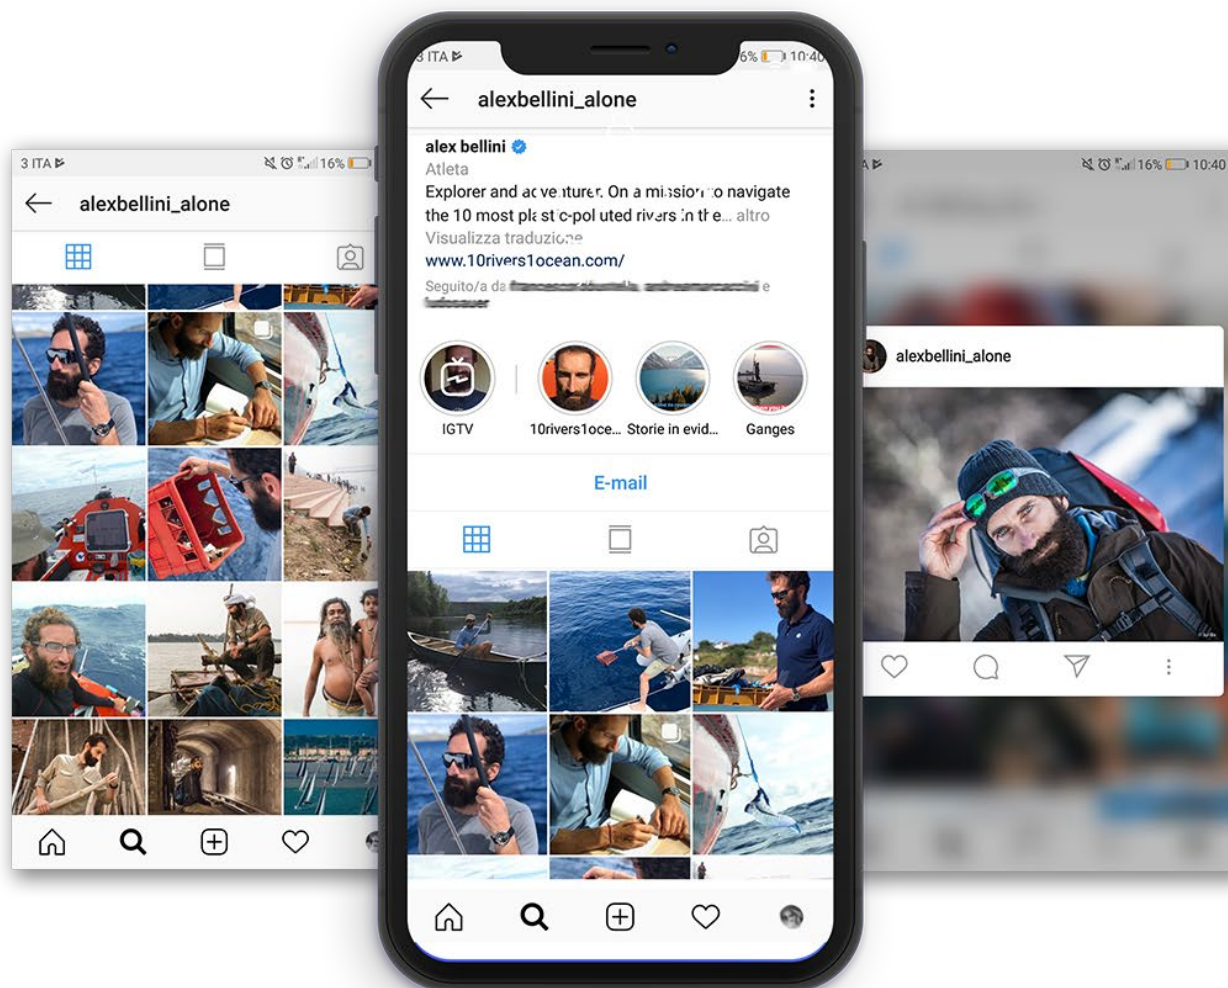 3 ITA
16%
alexbellini_alone
3 ITA
6% 10:40
alexbellini_alone
alex bellini
Atleta
Explorer and adventurer. On a mission to navigate
the 10 most plastic-polluted rivers in the... altro
Visualizza traduzione
www.10rivers1ocean.com/
Seguito/a da e
IGTV
10rivers1oce...
Storie in evid...
Ganges
E-mail
16% 10:40
alexbellini_alone